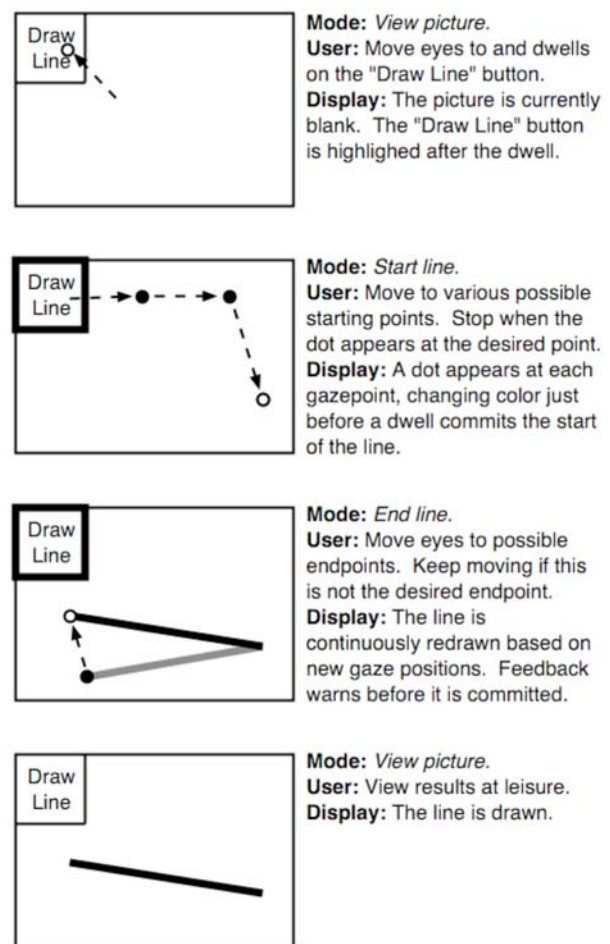 Draw
Line
Mode: View picture.
User: Move eyes to and dwells
on the "Draw Line" button.
Display: The picture is currently
blank. The "Draw Line" button
is highlighed after the dwell.
Draw
Line
Mode: Start line.
User: Move to various possible
starting points. Stop when the
dot appears at the desired point.
Display: A dot appears at each
gazepoint, changing color just
before a dwell commits the start
of the line.
Draw
Line
Mode: End line.
User: Move eyes to possible
endpoints. Keep moving if this
is not the desired endpoint.
Display: The line is
continuously redrawn based on
new gaze positions. Feedback
warns before it is committed.
Draw
Line
Mode: View picture.
User: View results at leisure.
Display: The line is drawn.